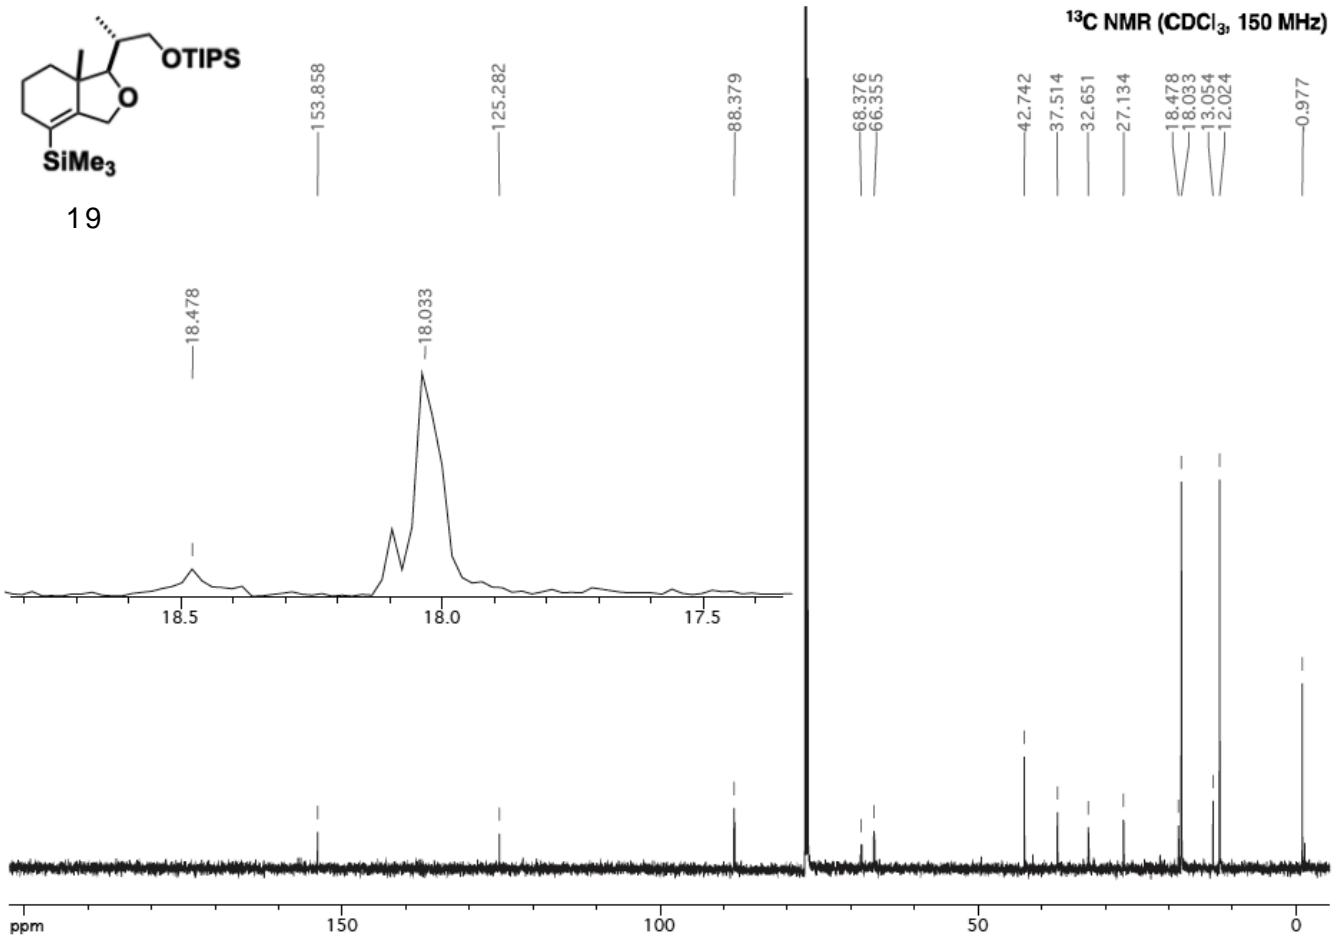 ¹³C NMR (CDCl₃, 150 MHz)
OTIPS
O
SiMe₃
19
153.858
125.282
88.379
68.376
66.355
42.742
37.514
32.651
27.134
18.478
18.033
13.054
12.024
-0.977
18.478
18.033
18.5 18.0 17.5
ppm 150 100 50 0